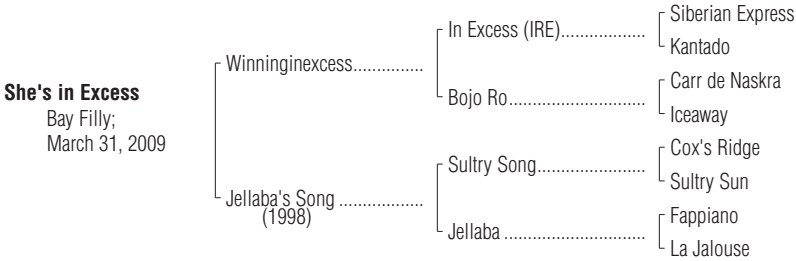 She's in Excess
Bay Filly;
March 31, 2009
Winninginexcess...............
Jellaba's Song ..................
(1998)
In Excess (IRE)..................
Bojo Ro.............................
Sultry Song.......................
Jellaba ..............................
Siberian Express
Kantado
Carr de Naskra
Iceaway
Cox's Ridge
Sultry Sun
Fappiano
La Jalouse